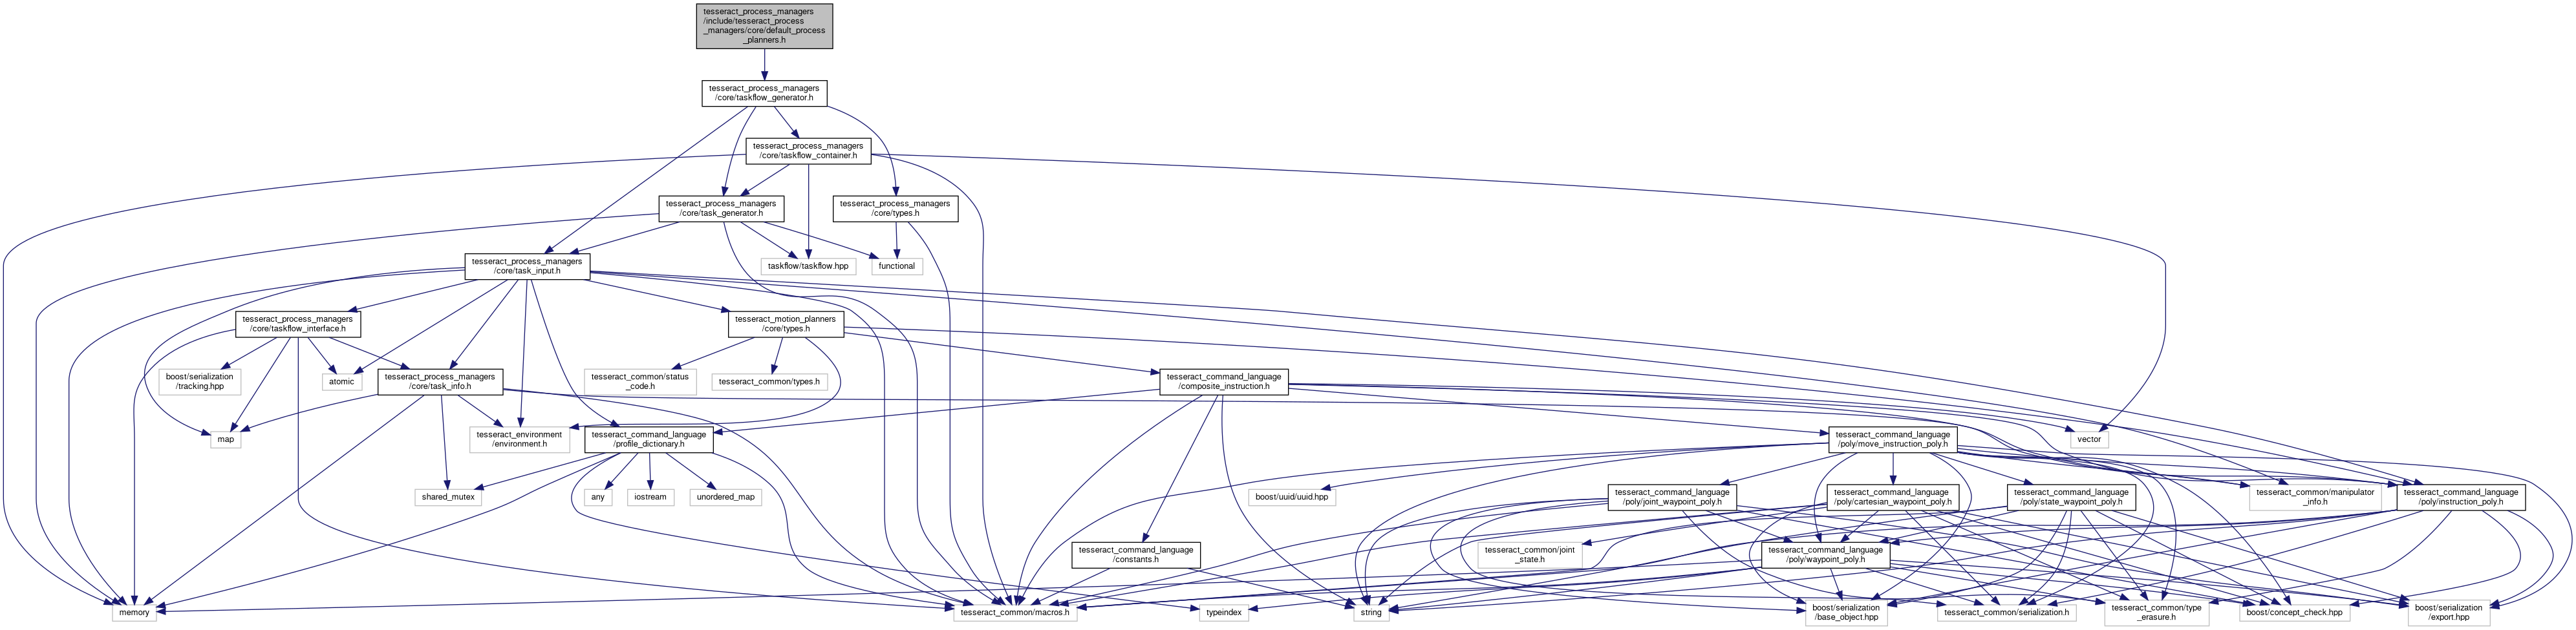 tesseract_process_managers
/include/tesseract_process
_managers/core/default_process
_planners.h
tesseract_process_managers
/core/taskflow_generator.h
tesseract_process_managers
/core/taskflow_container.h
tesseract_process_managers
/core/task_generator.h
tesseract_process_managers
/core/types.h
tesseract_process_managers
/core/task_input.h
taskflow/taskflow.hpp
functional
tesseract_process_managers
/core/taskflow_interface.h
tesseract_motion_planners
/core/types.h
boost/serialization
/tracking.hpp
atomic
tesseract_process_managers
/core/task_info.h
tesseract_common/status
_code.h
tesseract_common/types.h
tesseract_command_language
/composite_instruction.h
map
tesseract_environment
/environment.h
tesseract_command_language
/profile_dictionary.h
tesseract_command_language
/poly/move_instruction_poly.h
vector
shared_mutex
any
iostream
unordered_map
boost/uuid/uuid.hpp
tesseract_command_language
/poly/joint_waypoint_poly.h
tesseract_command_language
/poly/cartesian_waypoint_poly.h
tesseract_command_language
/poly/state_waypoint_poly.h
tesseract_common/manipulator
_info.h
tesseract_command_language
/poly/instruction_poly.h
tesseract_command_language
/constants.h
tesseract_common/joint
_state.h
tesseract_command_language
/poly/waypoint_poly.h
memory
tesseract_common/macros.h
typeindex
string
boost/serialization
/base_object.hpp
tesseract_common/serialization.h
tesseract_common/type
_erasure.h
boost/concept_check.hpp
boost/serialization
/export.hpp